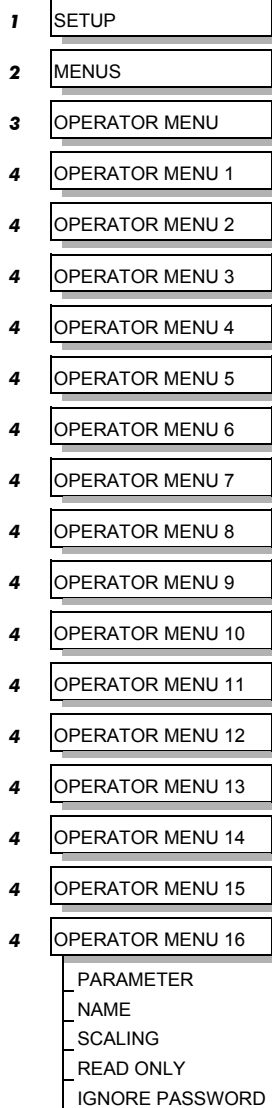 1 SETUP
2 MENUS
3 OPERATOR MENU
4 OPERATOR MENU 1
4 OPERATOR MENU 2
4 OPERATOR MENU 3
4 OPERATOR MENU 4
4 OPERATOR MENU 5
4 OPERATOR MENU 6
4 OPERATOR MENU 7
4 OPERATOR MENU 8
4 OPERATOR MENU 9
4 OPERATOR MENU 10
4 OPERATOR MENU 11
4 OPERATOR MENU 12
4 OPERATOR MENU 13
4 OPERATOR MENU 14
4 OPERATOR MENU 15
4 OPERATOR MENU 16
PARAMETER
NAME
SCALING
READ ONLY
IGNORE PASSWORD